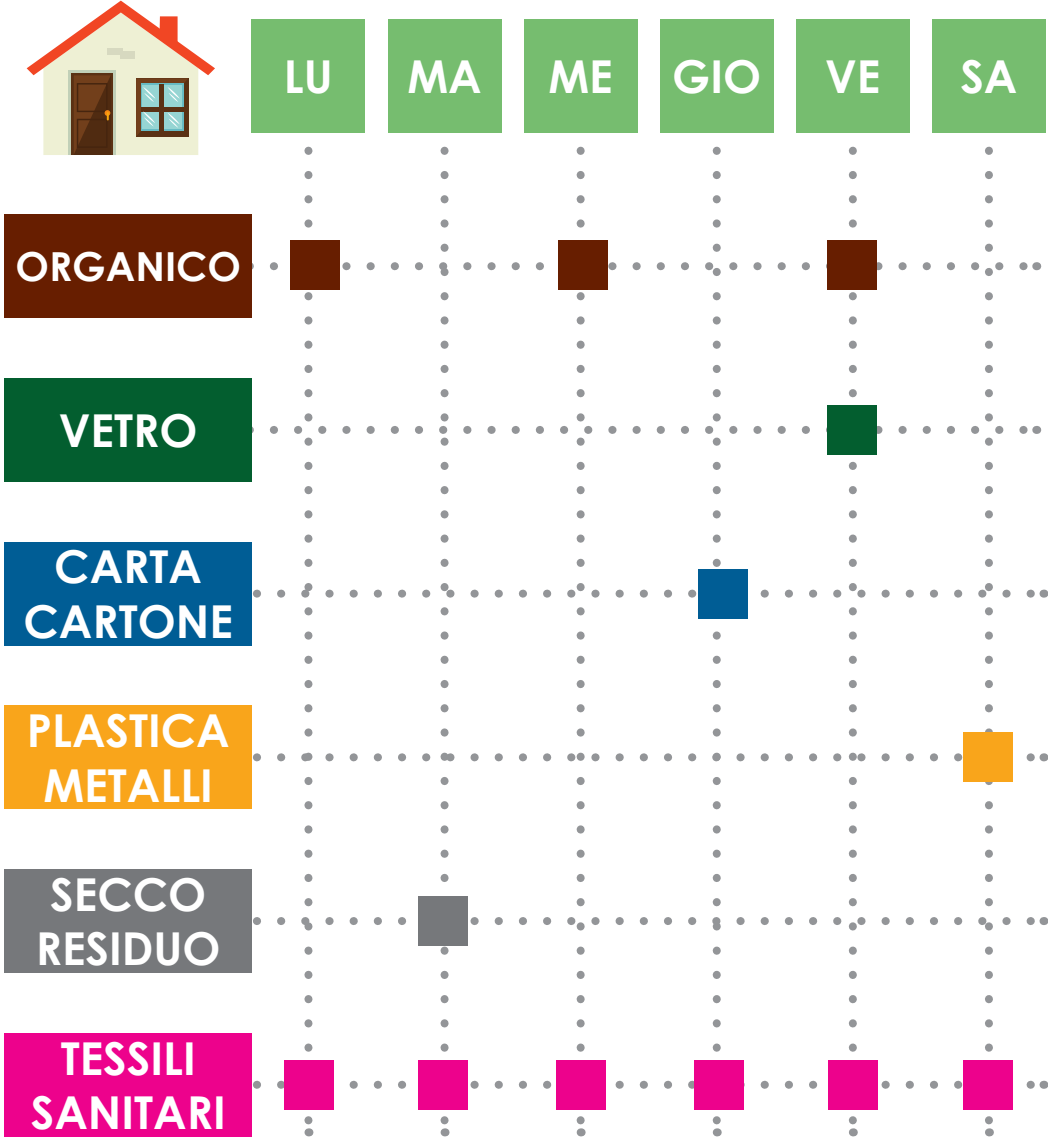 LU MA ME GIO VE SA
ORGANICO
VETRO
CARTA
CARTONE
PLASTICA
METALLI
SECCO
RESIDUO
TESSILI
SANITARI